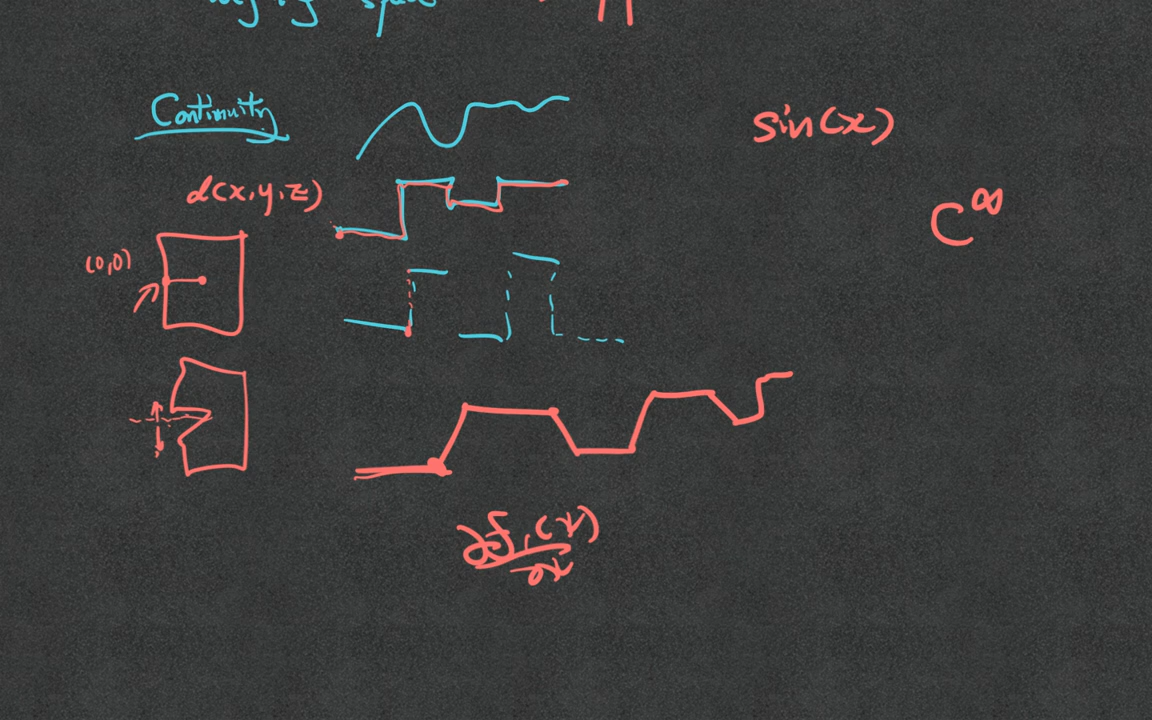 Continuity
sin(x)
d(x,y,z)
C^∞
(0,0)